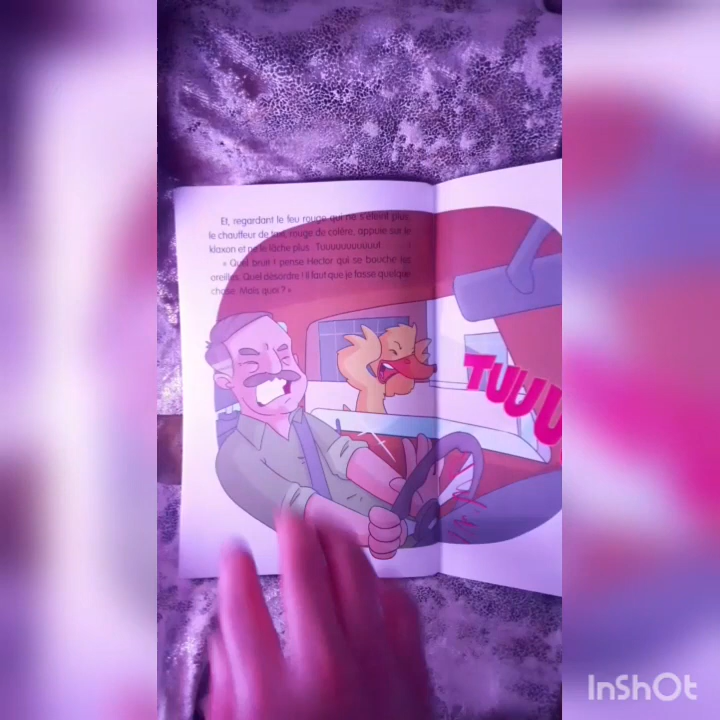 Et, regardant le feu rouge qui ne s'éteint plus,
le chauffeur de taxi, rouge de colère, appuie sur le
klaxon et ne le lâche plus. Tuuuuuuuuuut!
« Quel bruit ! pense Hector qui se bouche les
oreilles. Quel désordre ! Il faut que je fasse quelque
chose. Mais quoi ? »
TUUU
InShOt